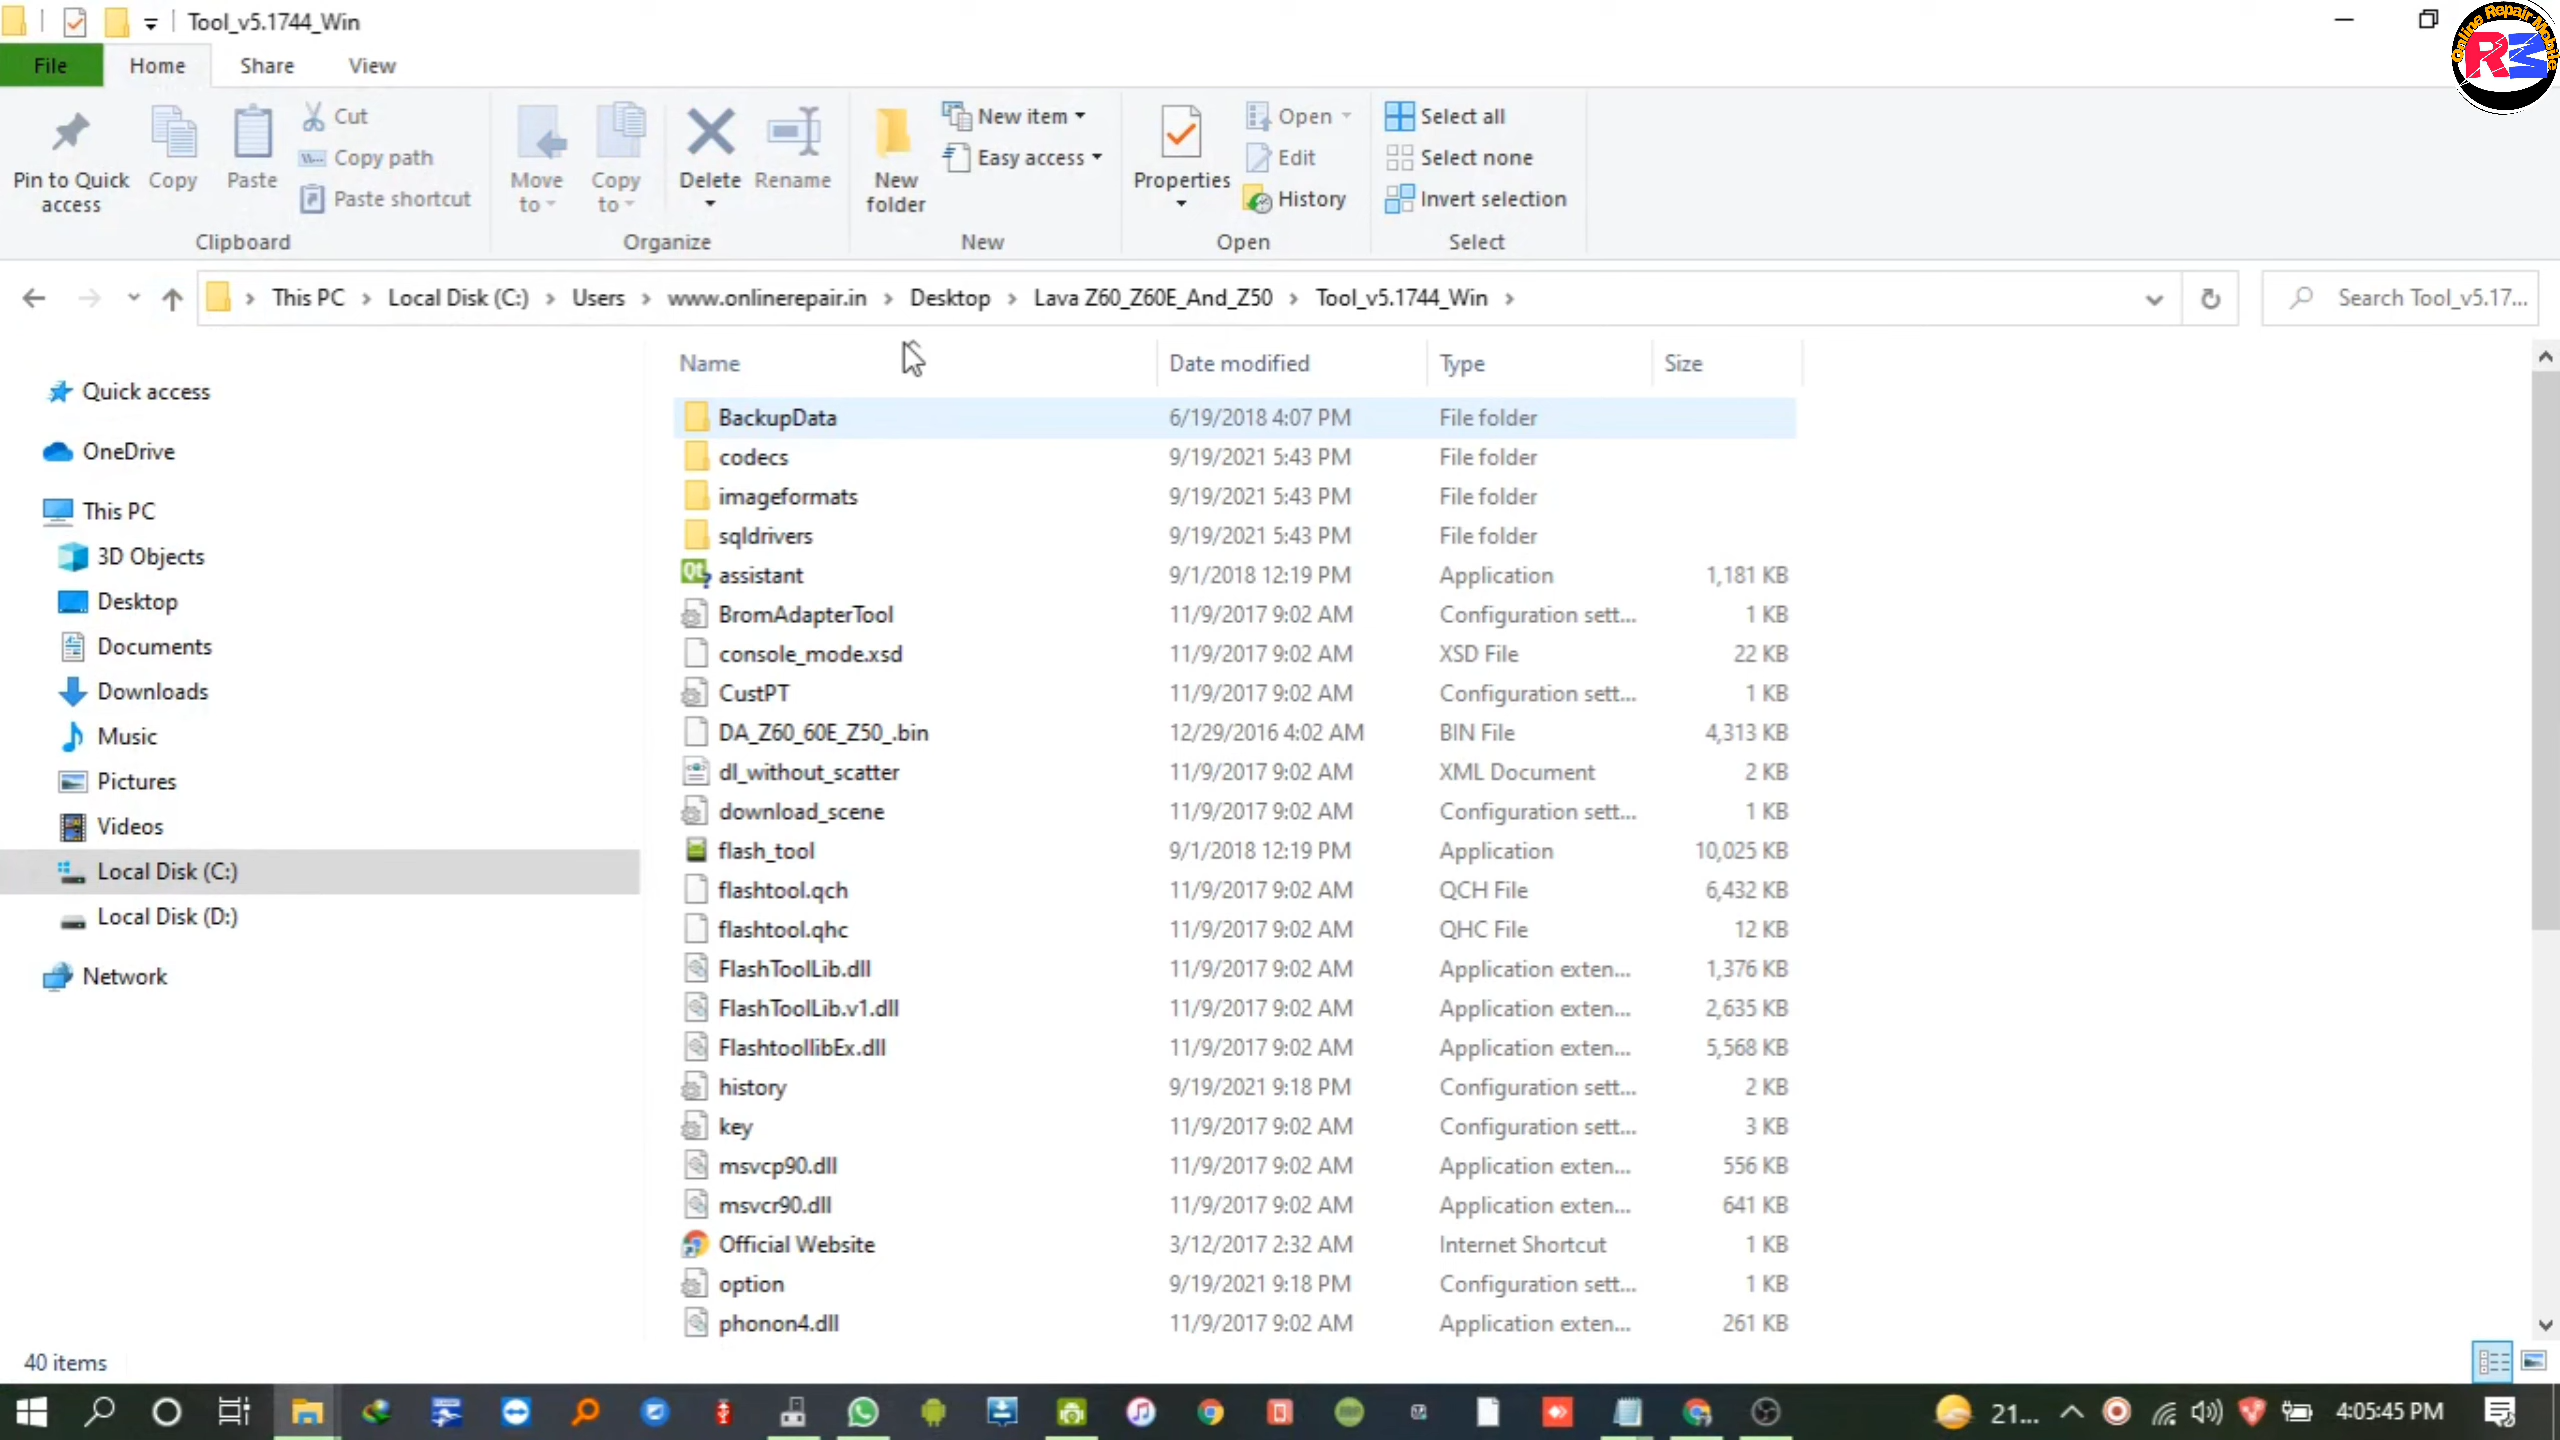 Tool_v5.1744_Win
Online Repair Mobile
R3
File Home Share View
Pin to Quick access
Copy
Paste
Cut
Copy path
Paste shortcut
Clipboard
Move to
Copy to
Delete
Rename
Organize
New folder
New item
Easy access
New
Properties
Open
Edit
History
Open
Select all
Select none
Invert selection
Select
This PC Local Disk (C:) Users www.onlinerepair.in Desktop Lava Z60_Z60E_And_Z50 Tool_v5.1744_Win
Search Tool_v5.17...
Quick access
OneDrive
This PC
3D Objects
Desktop
Documents
Downloads
Music
Pictures
Videos
Local Disk (C:)
Local Disk (D:)
Network
Name Date modified Type Size
BackupData 6/19/2018 4:07 PM File folder
codecs 9/19/2021 5:43 PM File folder
imageformats 9/19/2021 5:43 PM File folder
sqldrivers 9/19/2021 5:43 PM File folder
assistant 9/1/2018 12:19 PM Application 1,181 KB
BromAdapterTool 11/9/2017 9:02 AM Configuration sett... 1 KB
console_mode.xsd 11/9/2017 9:02 AM XSD File 22 KB
CustPT 11/9/2017 9:02 AM Configuration sett... 1 KB
DA_Z60_60E_Z50_.bin 12/29/2016 4:02 AM BIN File 4,313 KB
dl_without_scatter 11/9/2017 9:02 AM XML Document 2 KB
download_scene 11/9/2017 9:02 AM Configuration sett... 1 KB
flash_tool 9/1/2018 12:19 PM Application 10,025 KB
flashtool.qch 11/9/2017 9:02 AM QCH File 6,432 KB
flashtool.qhc 11/9/2017 9:02 AM QHC File 12 KB
FlashToolLib.dll 11/9/2017 9:02 AM Application exten... 1,376 KB
FlashToolLib.v1.dll 11/9/2017 9:02 AM Application exten... 2,635 KB
FlashtoollibEx.dll 11/9/2017 9:02 AM Application exten... 5,568 KB
history 9/19/2021 9:18 PM Configuration sett... 2 KB
key 11/9/2017 9:02 AM Configuration sett... 3 KB
msvcp90.dll 11/9/2017 9:02 AM Application exten... 556 KB
msvcr90.dll 11/9/2017 9:02 AM Application exten... 641 KB
Official Website 3/12/2017 2:32 AM Internet Shortcut 1 KB
option 9/19/2021 9:18 PM Configuration sett... 1 KB
phonon4.dll 11/9/2017 9:02 AM Application exten... 261 KB
40 items
21... 4:05:45 PM